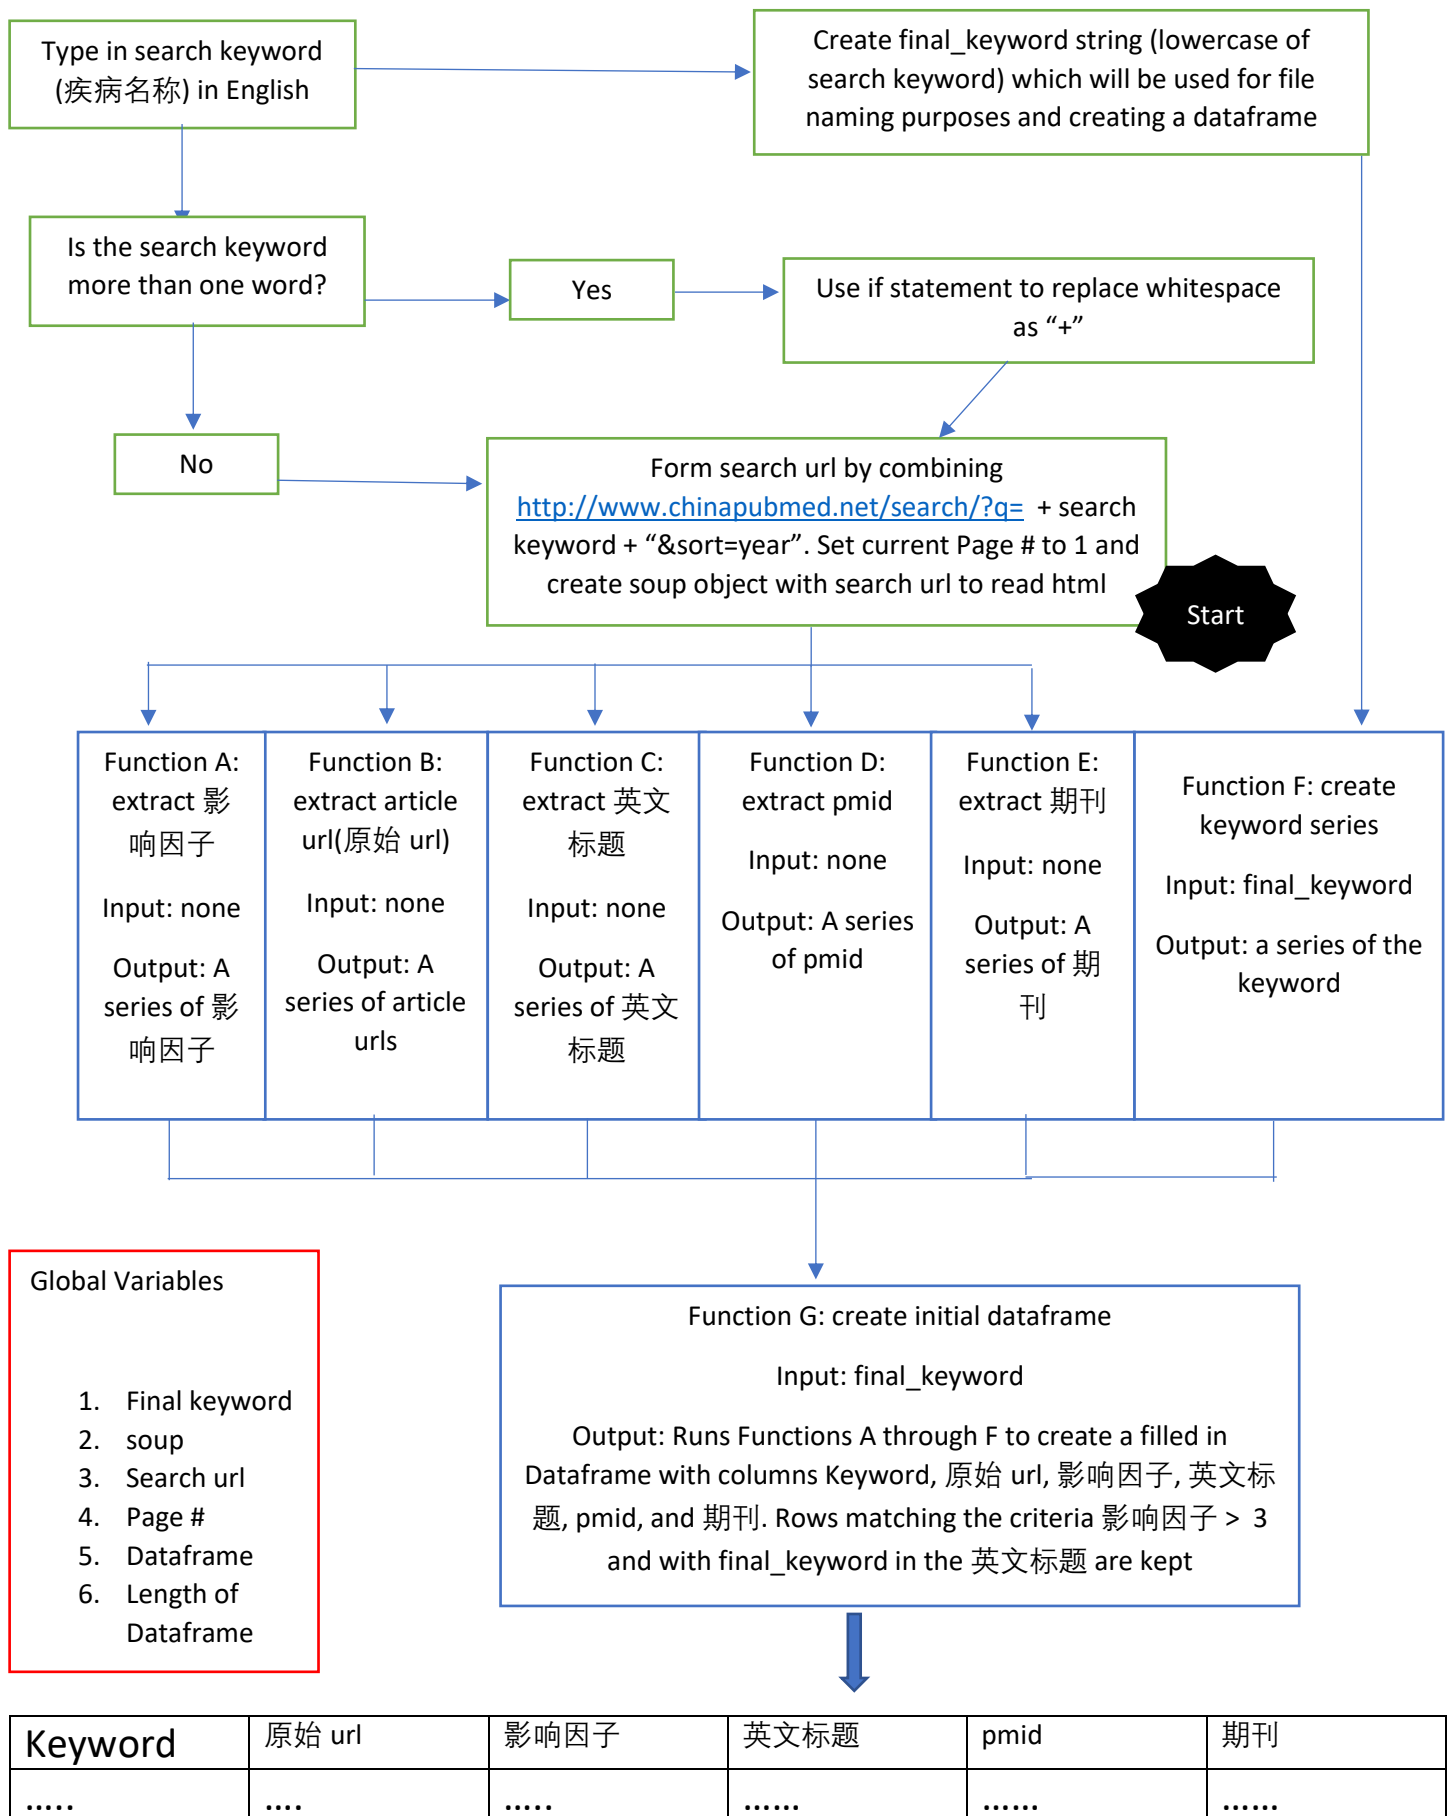 Type in search keyword
(疾病名称) in English
Create final_keyword string (lowercase of
search keyword) which will be used for file
naming purposes and creating a dataframe
Is the search keyword
more than one word?
Yes
Use if statement to replace whitespace
as “+”
No
Form search url by combining
http://www.chinapubmed.net/search/?q= + search
keyword + “&sort=year”. Set current Page # to 1 and
create soup object with search url to read html
Start
Function A:
extract 影
响因子
Input: none
Output: A
series of 影
响因子
Function B:
extract article
url(原始 url)
Input: none
Output: A
series of article
urls
Function C:
extract 英文
标题
Input: none
Output: A
series of 英文
标题
Function D:
extract pmid
Input: none
Output: A series
of pmid
Function E:
extract 期刊
Input: none
Output: A
series of 期
刊
Function F: create
keyword series
Input: final_keyword
Output: a series of the
keyword
Global Variables
1. Final keyword
2. soup
3. Search url
4. Page #
5. Dataframe
6. Length of
Dataframe
Function G: create initial dataframe
Input: final_keyword
Output: Runs Functions A through F to create a filled in
Dataframe with columns Keyword, 原始 url, 影响因子, 英文标
题, pmid, and 期刊. Rows matching the criteria 影响因子 > 3
and with final_keyword in the 英文标题 are kept
Keyword 原始 url 影响因子 英文标题 pmid 期刊
..... .... ..... ...... ...... ......